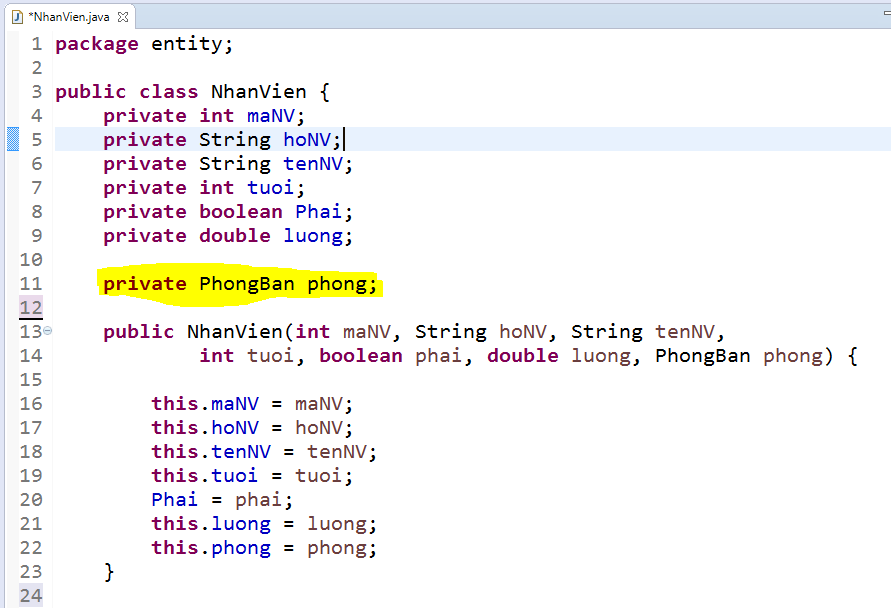 *NhanVien.java
1 package entity;
2
3 public class NhanVien {
4 private int maNV;
5 private String hoNV;
6 private String tenNV;
7 private int tuoi;
8 private boolean Phai;
9 private double luong;
10
11 private PhongBan phong;
12
13 public NhanVien(int maNV, String hoNV, String tenNV,
14 int tuoi, boolean phai, double luong, PhongBan phong) {
15
16 this.maNV = maNV;
17 this.hoNV = hoNV;
18 this.tenNV = tenNV;
19 this.tuoi = tuoi;
20 Phai = phai;
21 this.luong = luong;
22 this.phong = phong;
23 }
24